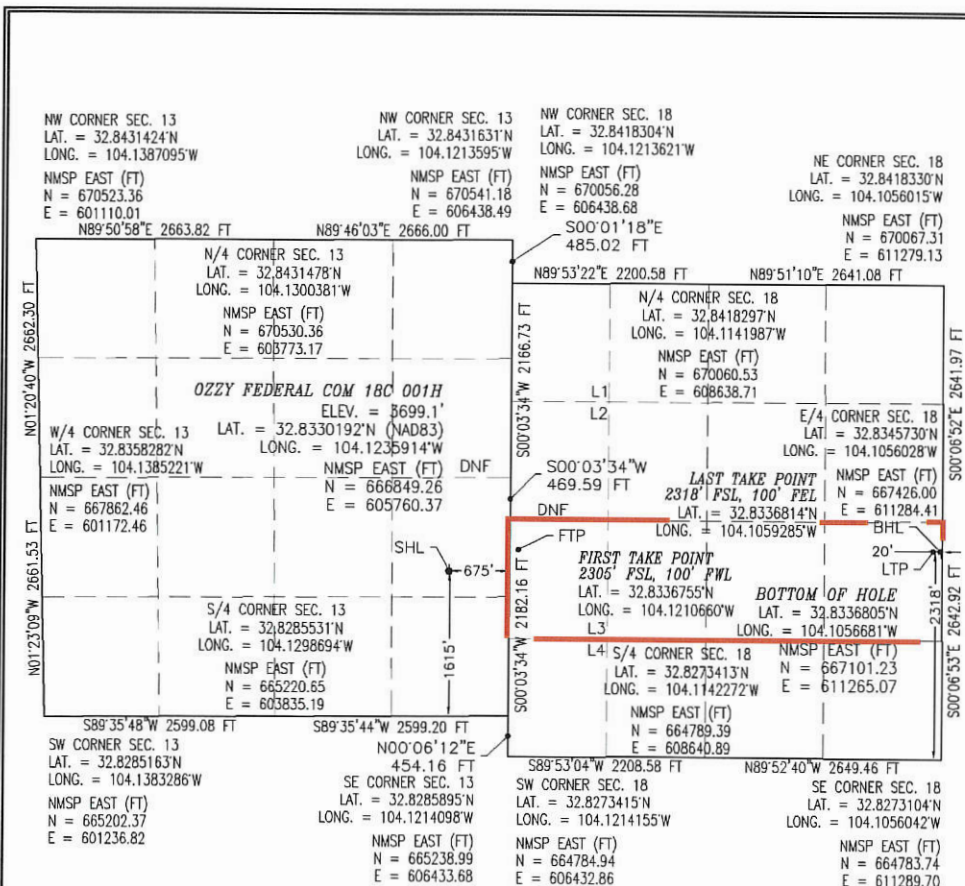 NW CORNER SEC. 13
LAT. = 32.8431424'N
LONG. = 104.1387095'W
NMSP EAST (FT)
N = 670523.36
E = 601110.01
N89°50'58"E 2663.82 FT
NW CORNER SEC. 13
LAT. = 32.8431631'N
LONG. = 104.1213595'W
NMSP EAST (FT)
N = 670541.18
E = 606438.49
N89°46'03"E 2666.00 FT
NW CORNER SEC. 18
LAT. = 32.8418304'N
LONG. = 104.1213621'W
NMSP EAST (FT)
N = 670056.28
E = 606438.68
S00°01'18"E
485.02 FT
NE CORNER SEC. 18
LAT. = 32.8418330'N
LONG. = 104.1056015'W
NMSP EAST (FT)
N = 670067.31
E = 611279.13
N89°53'22"E 2200.58 FT
N89°51'10"E 2641.08 FT
N/4 CORNER SEC. 13
LAT. = 32.8431478'N
LONG. = 104.1300381'W
NMSP EAST (FT)
N = 670530.36
E = 603773.17
N/4 CORNER SEC. 18
LAT. = 32.8418297'N
LONG. = 104.1141987'W
NMSP EAST (FT)
N = 670060.53
E = 608638.71
N01°20'40"W 2662.30 FT
S00°03'34"W 2166.73 FT
S00°06'52"E 2641.97 FT
OZZY FEDERAL COM 18C 001H
ELEV. = 3699.1'
LAT. = 32.8330192'N (NAD83)
LONG. = 104.1235914'W
NMSP EAST (FT)
N = 666849.26
E = 605760.37
L1
L2
W/4 CORNER SEC. 13
LAT. = 32.8358282'N
LONG. = 104.1385221'W
NMSP EAST (FT)
N = 667862.46
E = 601172.46
DNF
S00°03'34"W
469.59 FT
E/4 CORNER SEC. 18
LAT. = 32.8345730'N
LONG. = 104.1056028'W
NMSP EAST (FT)
N = 667426.00
E = 611284.41
LAST TAKE POINT
2318' FSL, 100' FEL
LAT. = 32.8336814'N
LONG. = 104.1059285'W
DNF
BHL
20'
LTP
FTP
SHL
675'
FIRST TAKE POINT
2305' FSL, 100' FWL
LAT. = 32.8336755'N
LONG. = 104.1210660'W
BOTTOM OF HOLE
LAT. = 32.8336805'N
LONG. = 104.1056681'W
NMSP EAST (FT)
N = 667101.23
E = 611265.07
N01°23'09"W 2661.53 FT
1615'
S00°03'34"W 2182.16 FT
2318'
S00°06'53"E 2642.92 FT
S/4 CORNER SEC. 13
LAT. = 32.8285531'N
LONG. = 104.1298694'W
NMSP EAST (FT)
N = 665220.65
E = 603835.19
L3
L4
S/4 CORNER SEC. 18
LAT. = 32.8273413'N
LONG. = 104.1142272'W
NMSP EAST (FT)
N = 664789.39
E = 608640.89
S89°35'48"W 2599.08 FT
S89°35'44"W 2599.20 FT
N00°06'12"E
454.16 FT
S89°53'04"W 2208.58 FT
N89°52'40"W 2649.46 FT
SW CORNER SEC. 13
LAT. = 32.8285163'N
LONG. = 104.1383286'W
NMSP EAST (FT)
N = 665202.37
E = 601236.82
SE CORNER SEC. 13
LAT. = 32.8285895'N
LONG. = 104.1214098'W
NMSP EAST (FT)
N = 665238.99
E = 606433.68
SW CORNER SEC. 18
LAT. = 32.8273415'N
LONG. = 104.1214155'W
NMSP EAST (FT)
N = 664784.94
E = 606432.86
SE CORNER SEC. 18
LAT. = 32.8273104'N
LONG. = 104.1056042'W
NMSP EAST (FT)
N = 664783.74
E = 611289.70